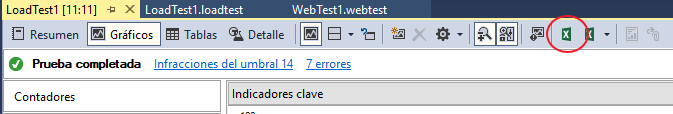 LoadTest1 [11:11] LoadTest1.loadtest WebTest1.webtest
Resumen Gráficos Tablas Detalle
Prueba completada Infracciones del umbral 14 7 errores
Contadores Indicadores clave